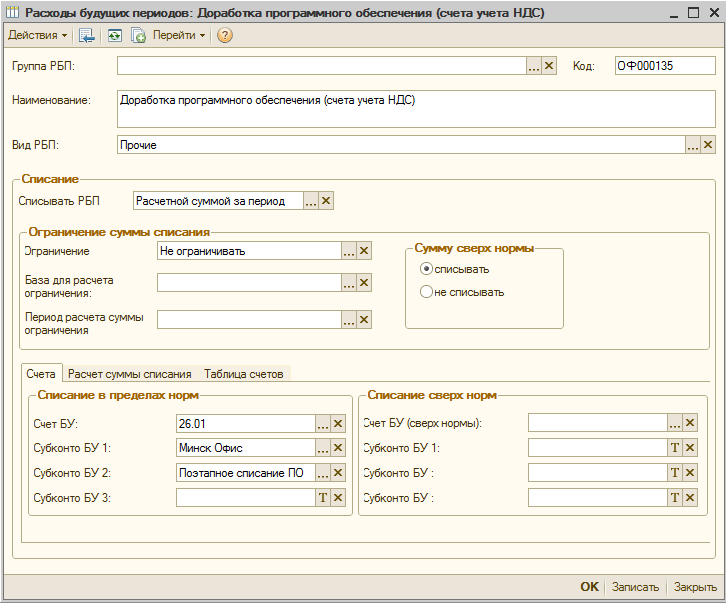 Расходы будущих периодов: Доработка программного обеспечения (счета учета НДС)
Действия Перейти ?
Группа РБП: ... Код: ОФ000135
Наименование: Доработка программного обеспечения (счета учета НДС)
Вид РБП: Прочие ...
Списание
Списывать РБП Расчетной суммой за период ...
Ограничение суммы списания
Ограничение Не ограничивать ...
База для расчета
ограничения: ...
Период расчета суммы
ограничения ...
Сумму сверх нормы
списывать
не списывать
Счета Расчет суммы списания Таблица счетов
Списание в пределах норм
Счет БУ: 26.01 ...
Субконто БУ 1: Минск Офис ...
Субконто БУ 2: Поэтапное списание ПО ...
Субконто БУ 3: T
Списание сверх норм
Счет БУ (сверх нормы): ...
Субконто БУ 1: T
Субконто БУ : T
Субконто БУ : T
OK Записать Закрыть